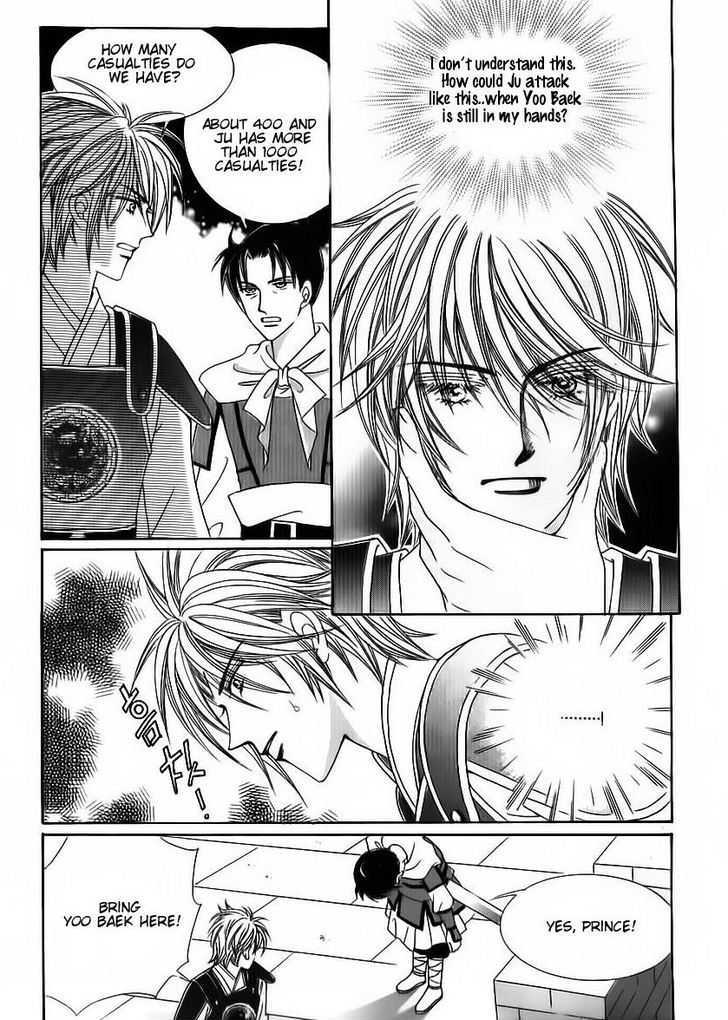 HOW MANY
CASUALTIES DO
WE HAVE?
ABOUT 400 AND
JU HAS MORE
THAN 1000
CASUALTIES!
I don't understand this.
How could Ju attack
like this..when Yoo Baek
is still in my hands?
..........!
BRING
YOO BAEK HERE!
YES, PRINCE!